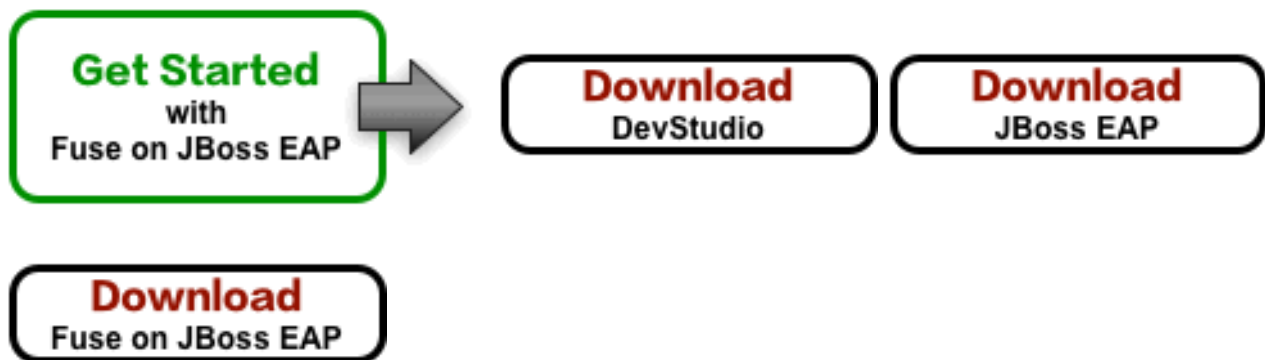 Get Started
with
Fuse on JBoss EAP
Download
DevStudio
Download
JBoss EAP
Download
Fuse on JBoss EAP